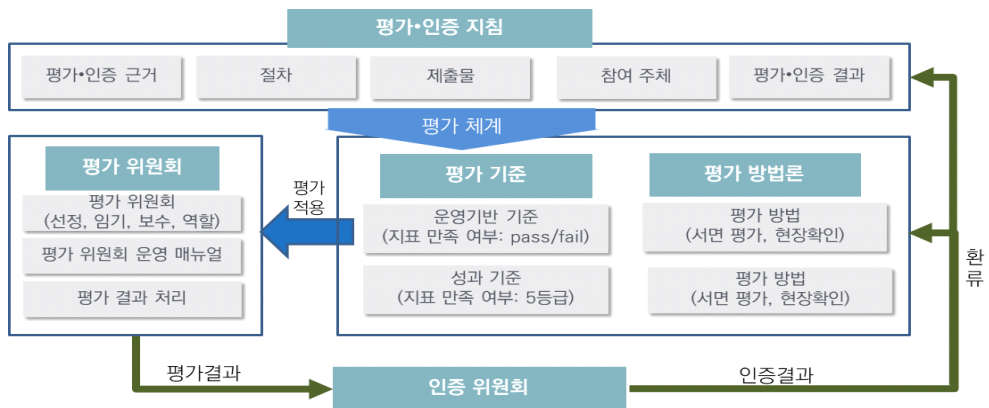 평가•인증 지침
평가•인증 근거
절차
제출물
참여 주체
평가•인증 결과
평가 체계
평가 위원회
평가 위원회
(선정, 임기, 보수, 역할)
평가 위원회 운영 매뉴얼
평가 결과 처리
평가
적용
평가 기준
운영기반 기준
(지표 만족 여부: pass/fail)
성과 기준
(지표 만족 여부: 5등급)
평가 방법론
평가 방법
(서면 평가, 현장확인)
평가 방법
(서면 평가, 현장확인)
환
류
평가결과
인증 위원회
인증결과